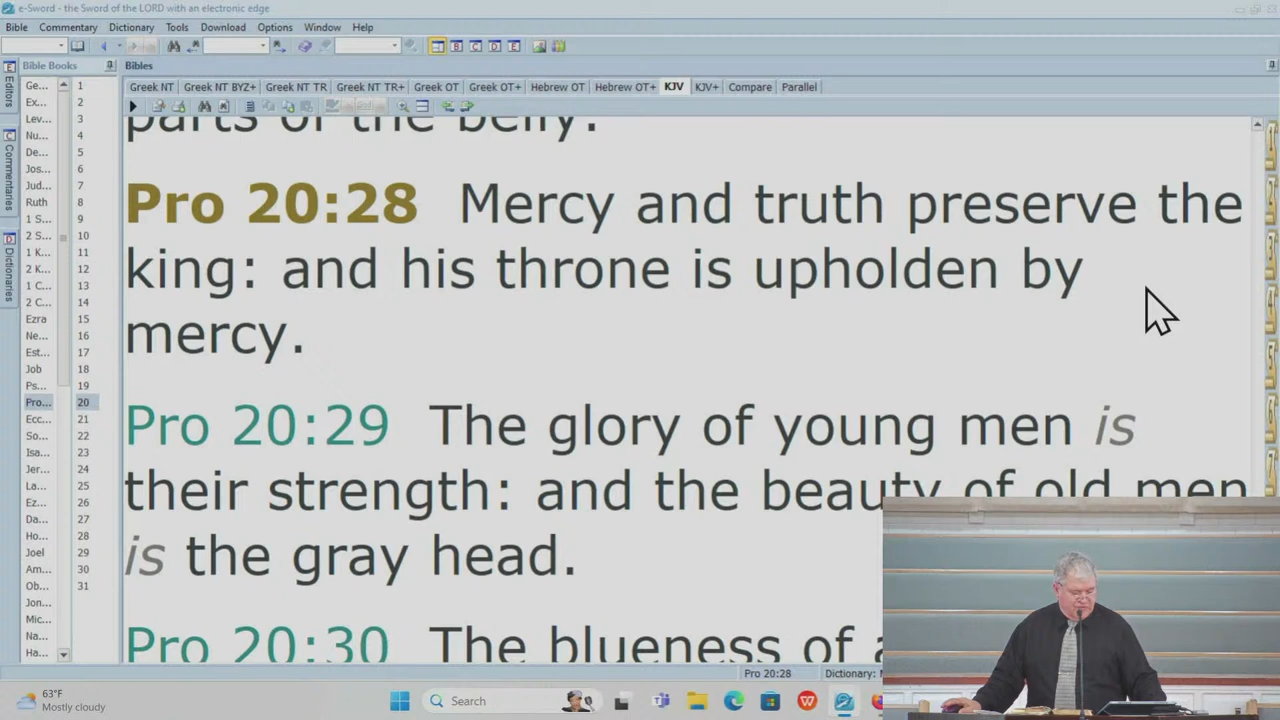 e-Sword - the Sword of the LORD with an electronic edge
Bible Commentary Dictionary Tools Download Options Window Help
Bible Books
Bibles
Editors
Commentaries
Dictionaries
Greek NT Greek NT BYZ+ Greek NT TR Greek NT TR+ Greek OT Greek OT+ Hebrew OT Hebrew OT+ KJV KJV+ Compare Parallel
Ge...
Ex...
Lev...
Nu...
De...
Jos...
Jud...
Ruth
1 S...
2 S...
1 K...
2 K...
1 C...
2 C...
Ezra
Ne...
Est...
Job
Ps...
Pro...
Ecc...
So...
Isa...
Jer...
La...
Ez...
Da...
Ho...
Joel
Am...
Ob...
Jon...
Mic...
Na...
Ha...
1
2
3
4
5
6
7
8
9
10
11
12
13
14
15
16
17
18
19
20
21
22
23
24
25
26
27
28
29
30
31
parts of the belly.
Pro 20:28 Mercy and truth preserve the
king: and his throne is upholden by
mercy.
Pro 20:29 The glory of young men is
their strength: and the beauty of old men
is the gray head.
Pro 20:30 The blueness of a
Pro 20:28
Dictionary:
63°F
Mostly cloudy
Search